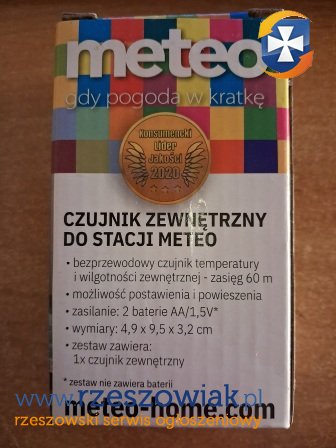 meteo
gdy pogoda w kratkę
Konsumencki
Lider
Jakości
2020
CZUJNIK ZEWNĘTRZNY
DO STACJI METEO
• bezprzewodowy czujnik temperatury
i wilgotności zewnętrznej - zasięg 60 m
• możliwość postawienia i powieszenia
• zasilanie: 2 baterie AA/1,5V*
• wymiary: 4,9 x 9,5 x 3,2 cm
• zestaw zawiera:
1x czujnik zewnętrzny
* zestaw nie zawiera baterii
www.rzeszowiak.pl
meteo-home.com
rzeszowski serwis ogłoszeniowy